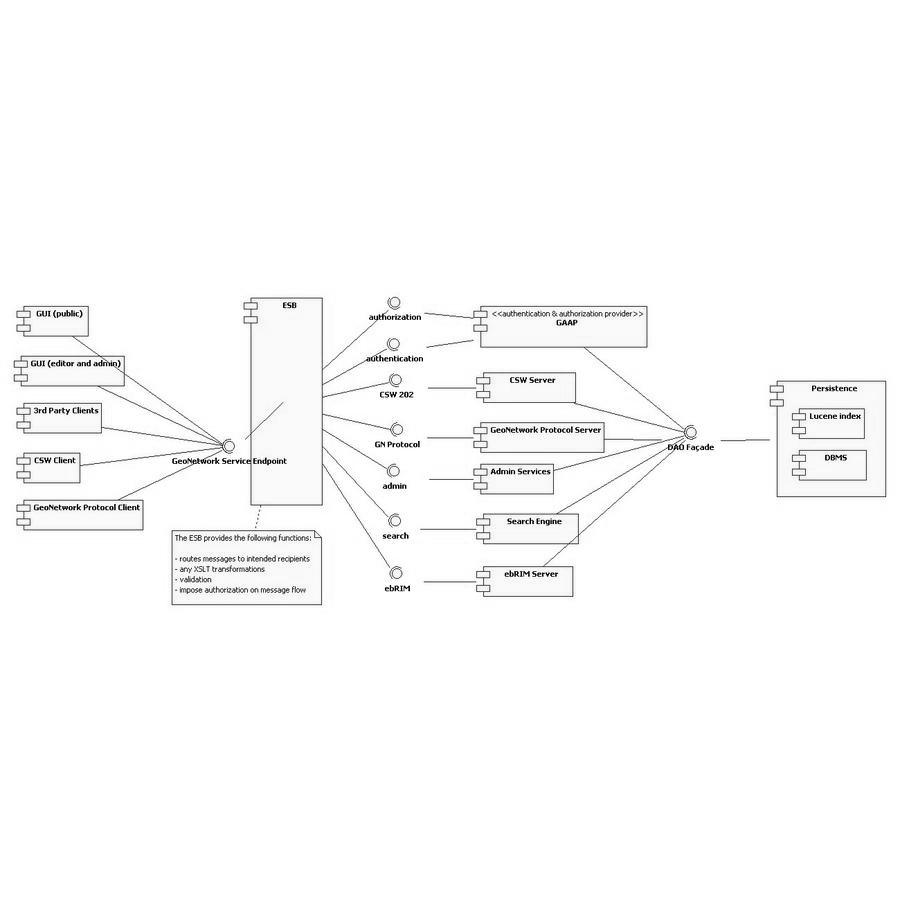 GUI (public)
GUI (editor and admin)
3rd Party Clients
CSW Client
GeoNetwork Protocol Client
GeoNetwork Service Endpoint
ESB
The ESB provides the following functions:
- routes messages to intended recipients
- any XSLT transformations
- validation
- impose authorization on message flow
authorization
authentication
CSW 202
GN Protocol
admin
search
ebRIM
<<authentication & authorization provider>>
GAAP
CSW Server
GeoNetwork Protocol Server
Admin Services
Search Engine
ebRIM Server
DAO Façade
Persistence
Lucene index
DBMS